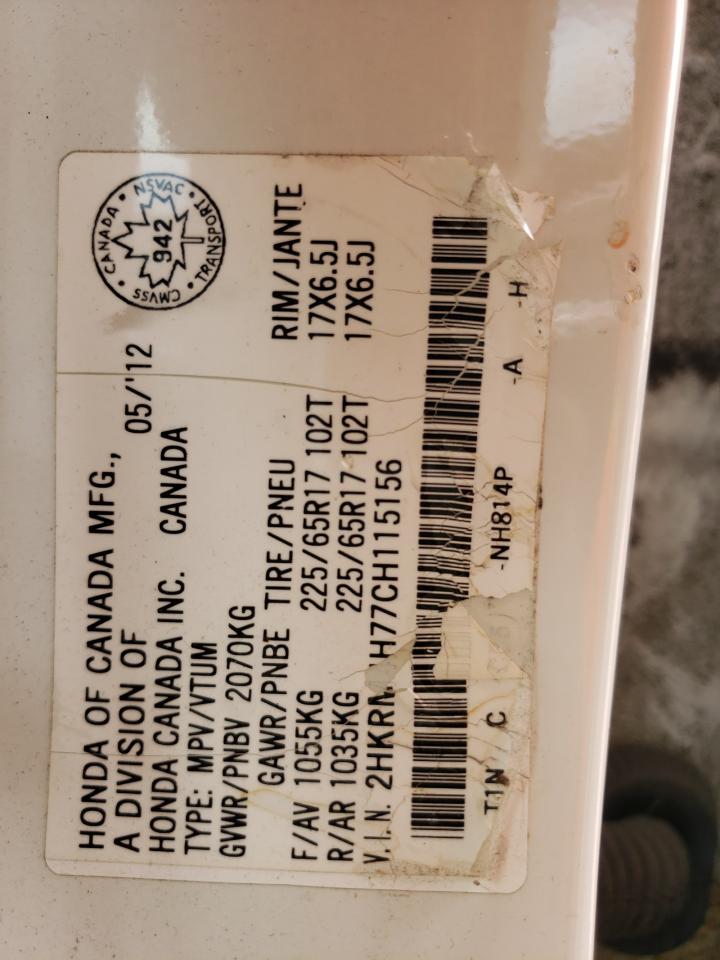 CANADA • NSVAC • TRANSPORT • CMVSS •
942
HONDA OF CANADA MFG., 05/'12
A DIVISION OF
HONDA CANADA INC. CANADA
TYPE: MPV/VTUM
GVWR/PNBV 2070KG
GAWR/PNBE TIRE/PNEU RIM/JANTE
F/AV 1055KG 225/65R17 102T 17X6.5J
R/AR 1035KG 225/65R17 102T 17X6.5J
V.I.N. 2HKRM H77CH115156
T1N C -NH814P -A -H